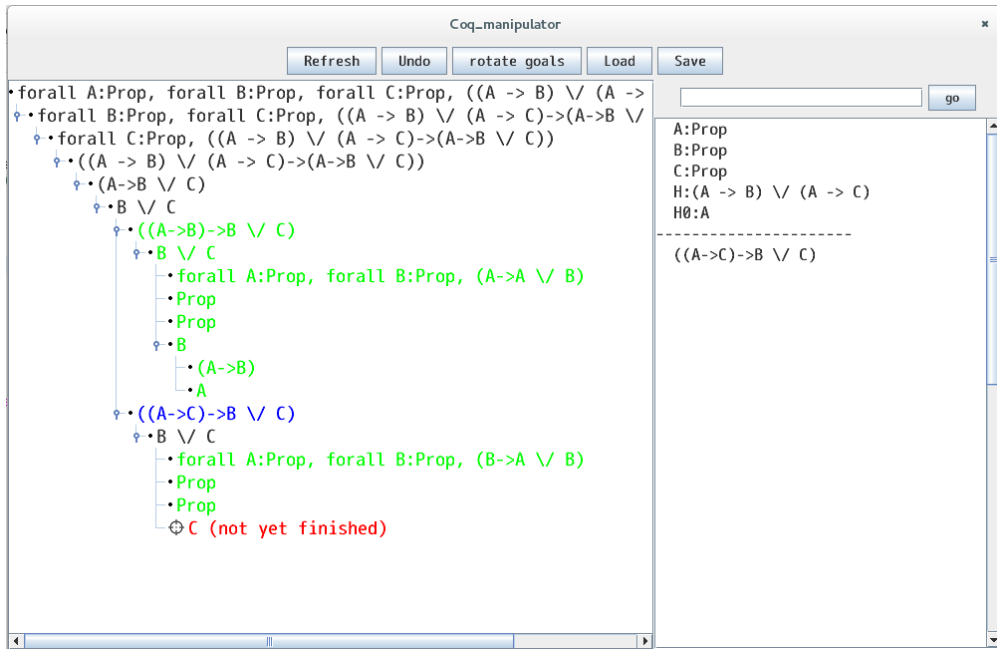 Coq_manipulator
Refresh Undo rotate goals Load Save
forall A:Prop, forall B:Prop, forall C:Prop, ((A -> B) \/ (A ->
forall B:Prop, forall C:Prop, ((A -> B) \/ (A -> C)->(A->B \/
forall C:Prop, ((A -> B) \/ (A -> C)->(A->B \/ C))
((A -> B) \/ (A -> C)->(A->B \/ C))
(A->B \/ C)
B \/ C
((A->B)->B \/ C)
B \/ C
forall A:Prop, forall B:Prop, (A->A \/ B)
Prop
Prop
B
(A->B)
A
((A->C)->B \/ C)
B \/ C
forall A:Prop, forall B:Prop, (B->A \/ B)
Prop
Prop
C (not yet finished)
go
A:Prop
B:Prop
C:Prop
H:(A -> B) \/ (A -> C)
H0:A
----------------------
((A->C)->B \/ C)